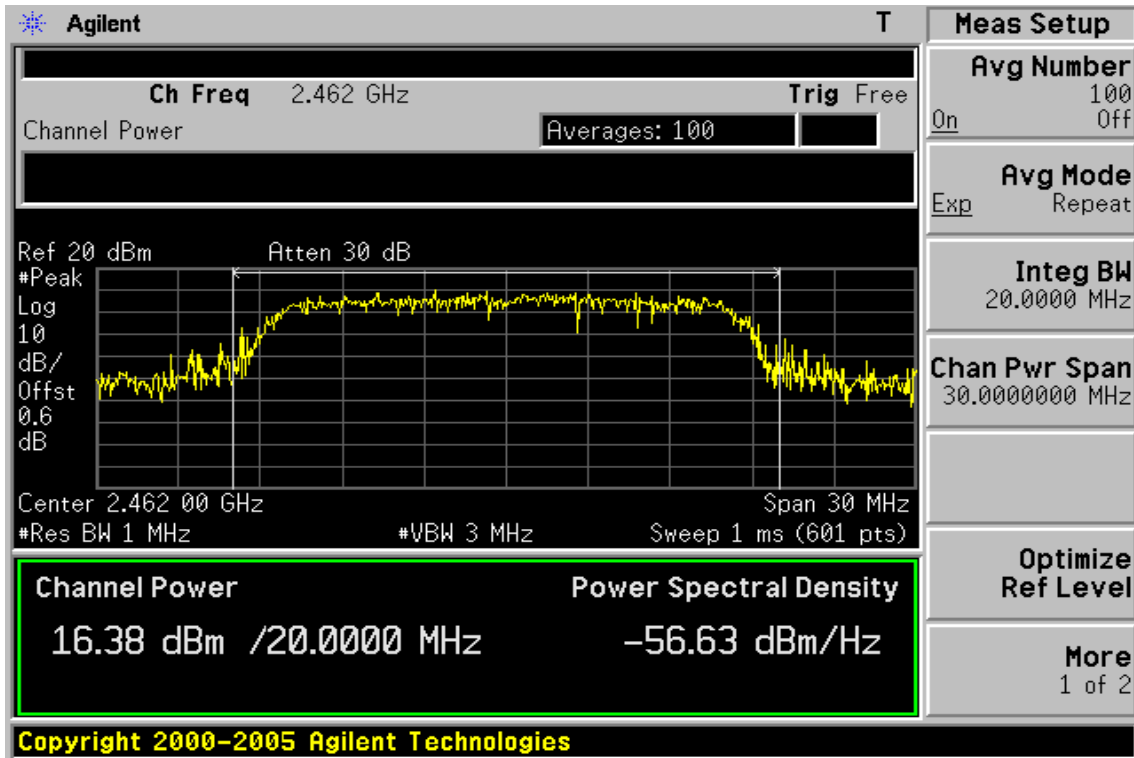 Agilent T
Ch Freq 2.462 GHz Trig Free
Channel Power Averages: 100
Ref 20 dBm Atten 30 dB
#Peak
Log
10
dB/
Offst
0.6
dB
Center 2.462 00 GHz Span 30 MHz
#Res BW 1 MHz #VBW 3 MHz Sweep 1 ms (601 pts)
Channel Power Power Spectral Density
16.38 dBm /20.0000 MHz -56.63 dBm/Hz
Copyright 2000-2005 Agilent Technologies
Meas Setup
Avg Number
100
On Off
Avg Mode
Exp Repeat
Integ BW
20.0000 MHz
Chan Pwr Span
30.0000000 MHz
Optimize
Ref Level
More
1 of 2